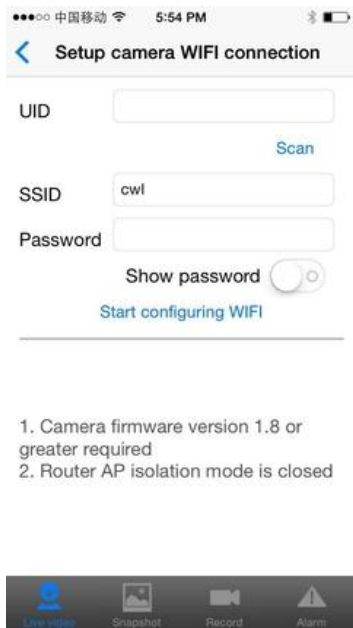 中国移动 5:54 PM
Setup camera WIFI connection
UID
Scan
SSID cwl
Password
Show password
Start configuring WIFI
1. Camera firmware version 1.8 or
greater required
2. Router AP isolation mode is closed
Live video Snapshot Record Alarm